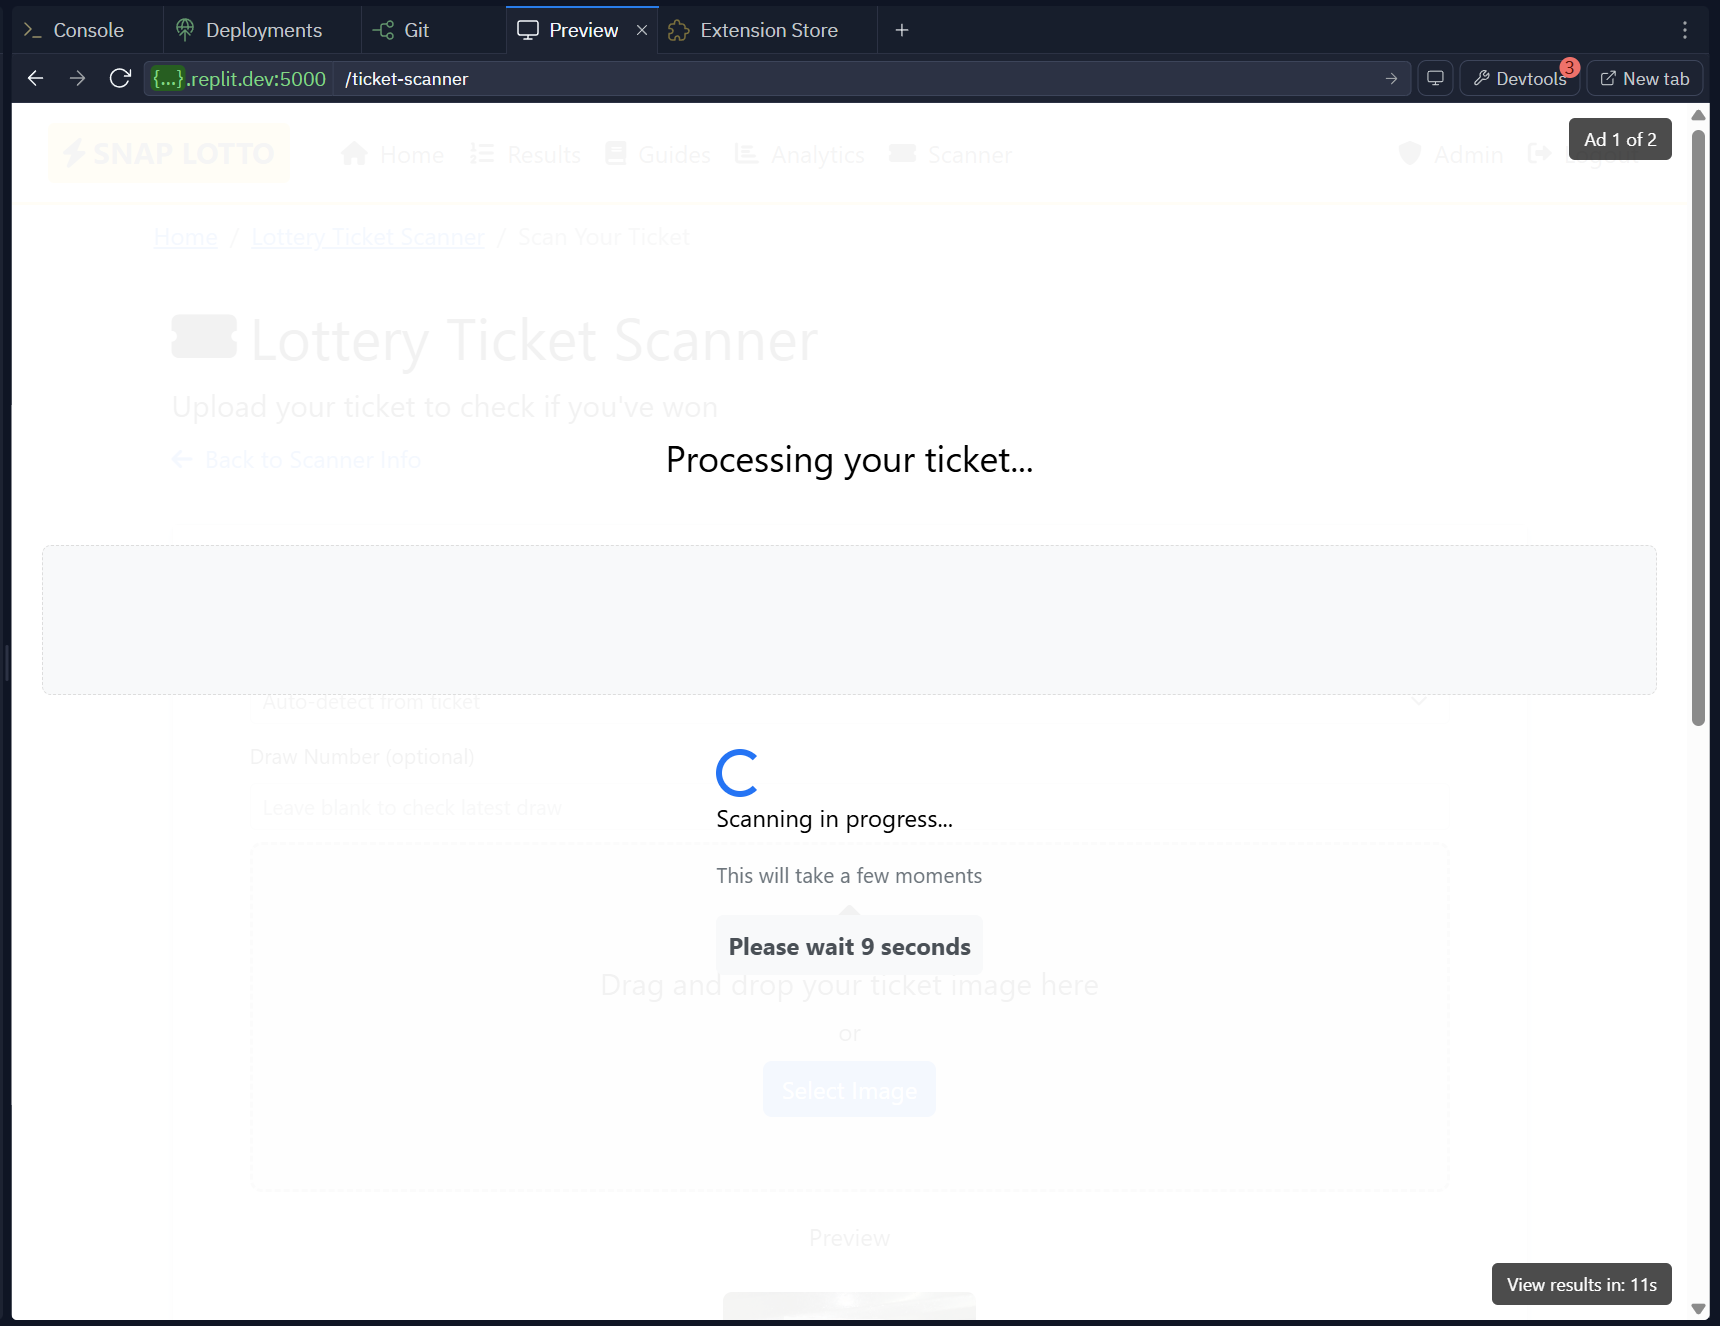 Console
Deployments
Git
Preview
Extension Store
{...}.replit.dev:5000
/ticket-scanner
Devtools
3
New tab
SNAP LOTTO
Home
Results
Guides
Analytics
Scanner
Admin
Ad 1 of 2
Home / Lottery Ticket Scanner / Scan Your Ticket
Lottery Ticket Scanner
Upload your ticket to check if you've won
Back to Scanner Info
Processing your ticket...
Auto-detect from ticket
Draw Number (optional)
Leave blank to check latest draw
Scanning in progress...
This will take a few moments
Please wait 9 seconds
Drag and drop your ticket image here
or
Select Image
Preview
View results in: 11s